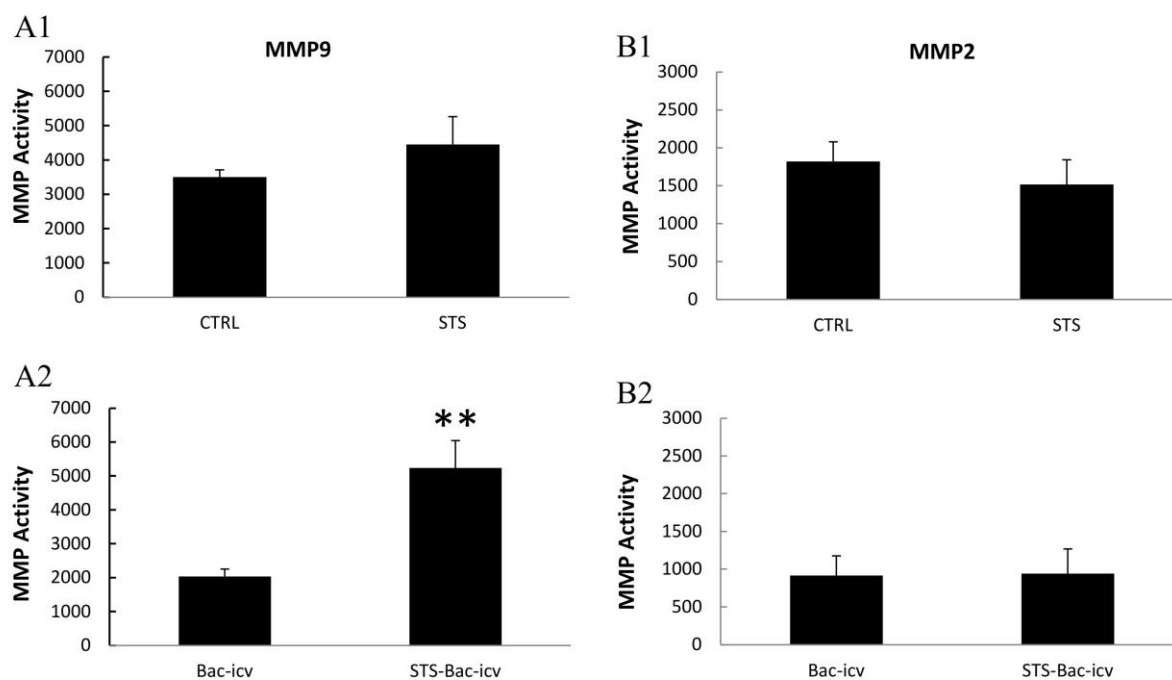 A1
MMP9
MMP Activity
7000
6000
5000
4000
3000
2000
1000
0
CTRL STS
B1
MMP2
MMP Activity
3000
2500
2000
1500
1000
500
0
CTRL STS
A2
MMP Activity
7000
6000
5000
4000
3000
2000
1000
0
**
Bac-icv STS-Bac-icv
B2
MMP Activity
3000
2500
2000
1500
1000
500
0
Bac-icv STS-Bac-icv